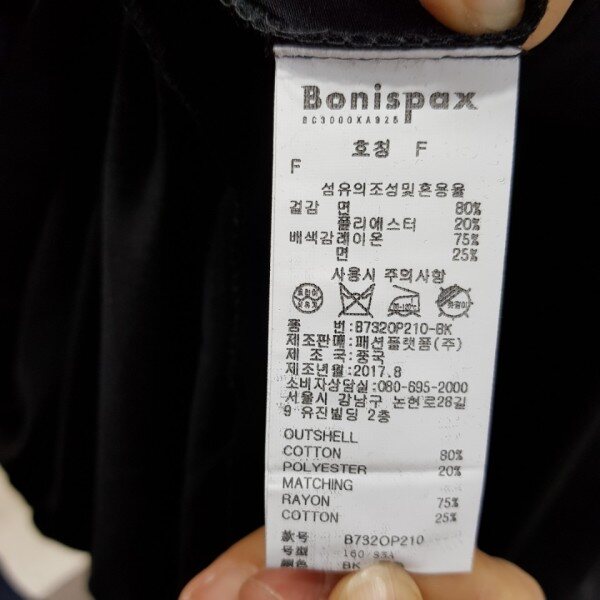 Bonispax
BC3000KA925
호칭 F
F
섬유의조성및혼용율
겉감 면 80%
폴리에스터 20%
배색감레이온 75%
면 25%
사용시 주의사항
품 번:B732OP210-BK
제조판매:패션플랫폼(주)
제 조 국:중국
제조년월:2017.8
소비자상담실:080-695-2000
서울시 강남구 논현로28길
9 유진빌딩 2층
OUTSHELL
COTTON 80%
POLYESTER 20%
MATCHING
RAYON 75%
COTTON 25%
款号 B732OP210
号型
颜色 BK